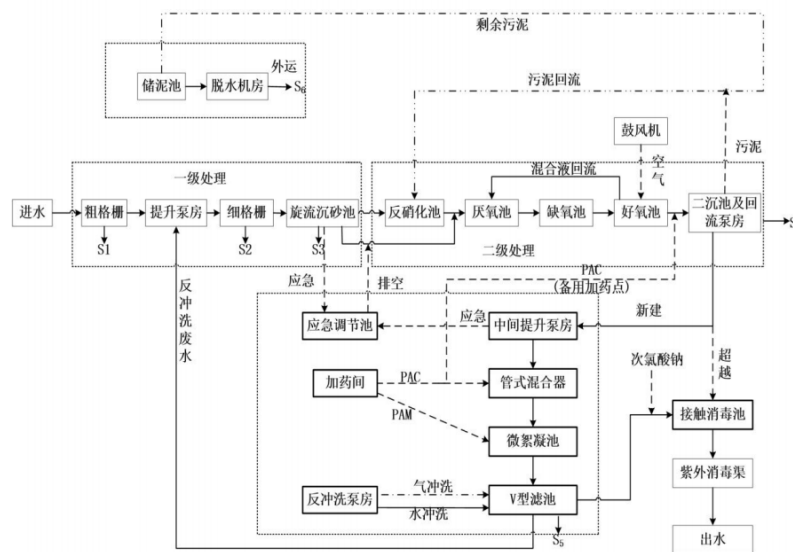 剩余污泥
外运
储泥池
脱水机房
S6
污泥回流
鼓风机
污泥
空气
一级处理
混合液回流
进水
粗格栅
提升泵房
细格栅
旋流沉砂池
反硝化池
厌氧池
缺氧池
好氧池
二沉池及回
流泵房
S1
S2
S3
S
二级处理
反冲洗废水
应急
排空
PAC
(备用加药点)
应急调节池
应急
中间提升泵房
新建
超越
次氯酸钠
加药间
PAC
管式混合器
接触消毒池
PAM
微絮凝池
紫外消毒渠
反冲洗泵房
气冲洗
水冲洗
V型滤池
S5
出水